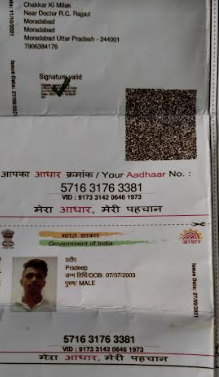 Chakkar Ki Milak
Near Doctor R.C. Rajput
Moradabad
Moradabad
Moradabad Uttar Pradesh - 244001
7906384176
Signature valid
आपका आधार क्रमांक / Your Aadhaar No. :
5716 3176 3381
VID : 9173 3142 0646 1973
मेरा आधार, मेरी पहचान
भारत सरकार
Government of India
प्रदीप
Pradeep
जन्म तिथि/DOB: 07/07/2003
पुरुष/ MALE
5716 3176 3381
VID : 9173 3142 0646 1973
मेरा आधार, मेरी पहचान